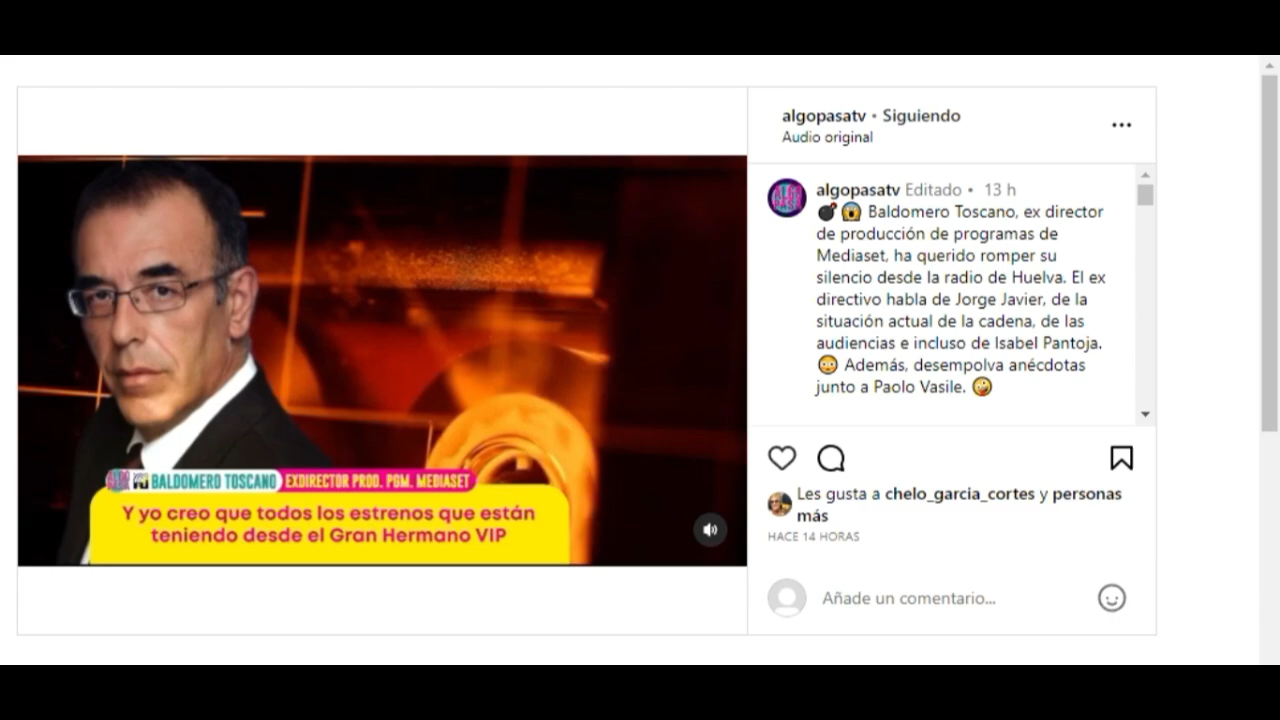 BALDOMERO TOSCANO EXDIRECTOR PROD. PGM. MEDIASET
Y yo creo que todos los estrenos que están
teniendo desde el Gran Hermano VIP
algopasatv • Siguiendo
Audio original
algopasatv Editado • 13 h
💣 😱 Baldomero Toscano, ex director
de producción de programas de
Mediaset, ha querido romper su
silencio desde la radio de Huelva. El ex
directivo habla de Jorge Javier, de la
situación actual de la cadena, de las
audiencias e incluso de Isabel Pantoja.
😳 Además, desempolva anécdotas
junto a Paolo Vasile. 🤪
Les gusta a chelo_garcia_cortes y personas
más
HACE 14 HORAS
Añade un comentario...